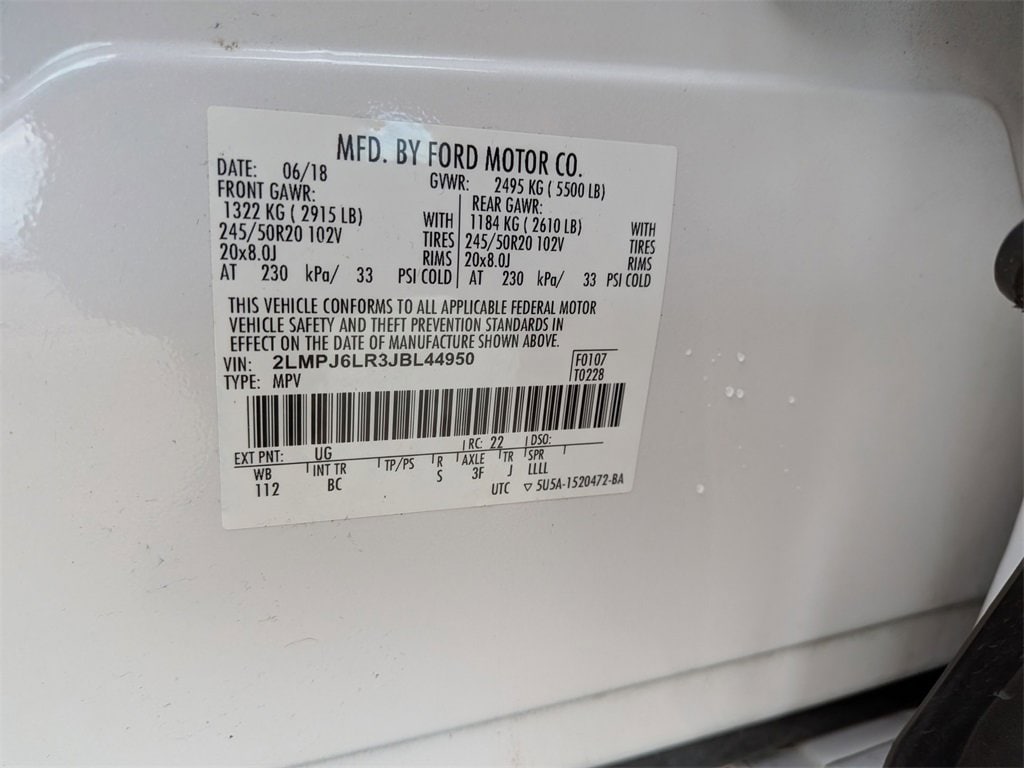 MFD. BY FORD MOTOR CO.
DATE: 06/18 GVWR: 2495 KG ( 5500 LB)
FRONT GAWR: REAR GAWR:
1322 KG ( 2915 LB) WITH 1184 KG ( 2610 LB) WITH
245/50R20 102V TIRES 245/50R20 102V TIRES
20x8.0J RIMS 20x8.0J RIMS
AT 230 kPa/ 33 PSI COLD AT 230 kPa/ 33 PSI COLD
THIS VEHICLE CONFORMS TO ALL APPLICABLE FEDERAL MOTOR
VEHICLE SAFETY AND THEFT PREVENTION STANDARDS IN
EFFECT ON THE DATE OF MANUFACTURE SHOWN ABOVE.
VIN: 2LMPJ6LR3JBL44950 F0107
TYPE: MPV T0228
EXT PNT: UG RC: 22 DSO:
WB INT TR TP/PS R AXLE TR SPR
112 BC S 3F J LLLL
UTC ▽ 5U5A-1520472-BA